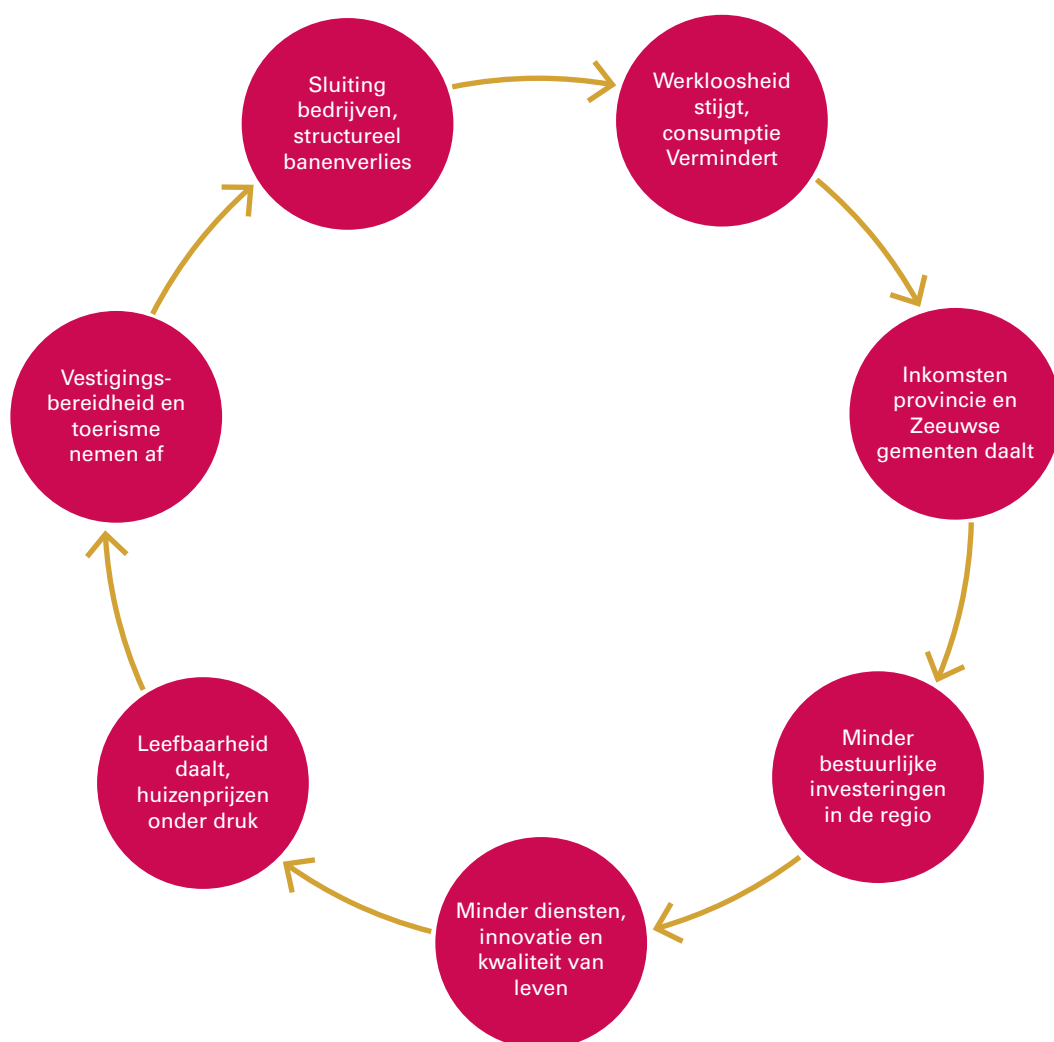 Sluiting
bedrijven,
structureel
banenverlies
Werkloosheid
stijgt,
consumptie
Vermindert
Inkomsten
provincie en
Zeeuwse
gementen daalt
Minder
bestuurlijke
investeringen
in de regio
Minder diensten,
innovatie en
kwaliteit van
leven
Leefbaarheid
daalt,
huizenprijzen
onder druk
Vestigings-
bereidheid en
toerisme
nemen af